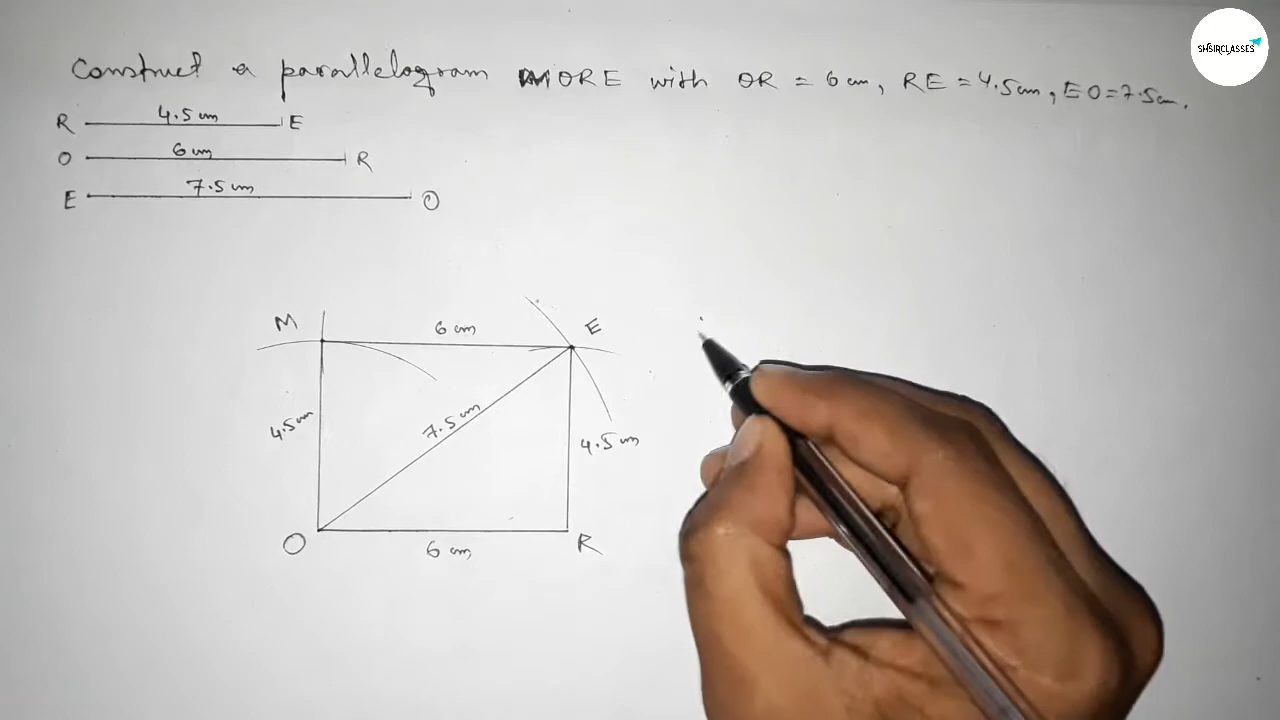 SHSIRCLASSES
Construct a parallelogram MORE with OR = 6 cm, RE = 4.5 cm, EO = 7.5 cm.
R 4.5 cm E
O 6 cm R
E 7.5 cm O
M 6 cm E
4.5 cm 7.5 cm 4.5 cm
O 6 cm R